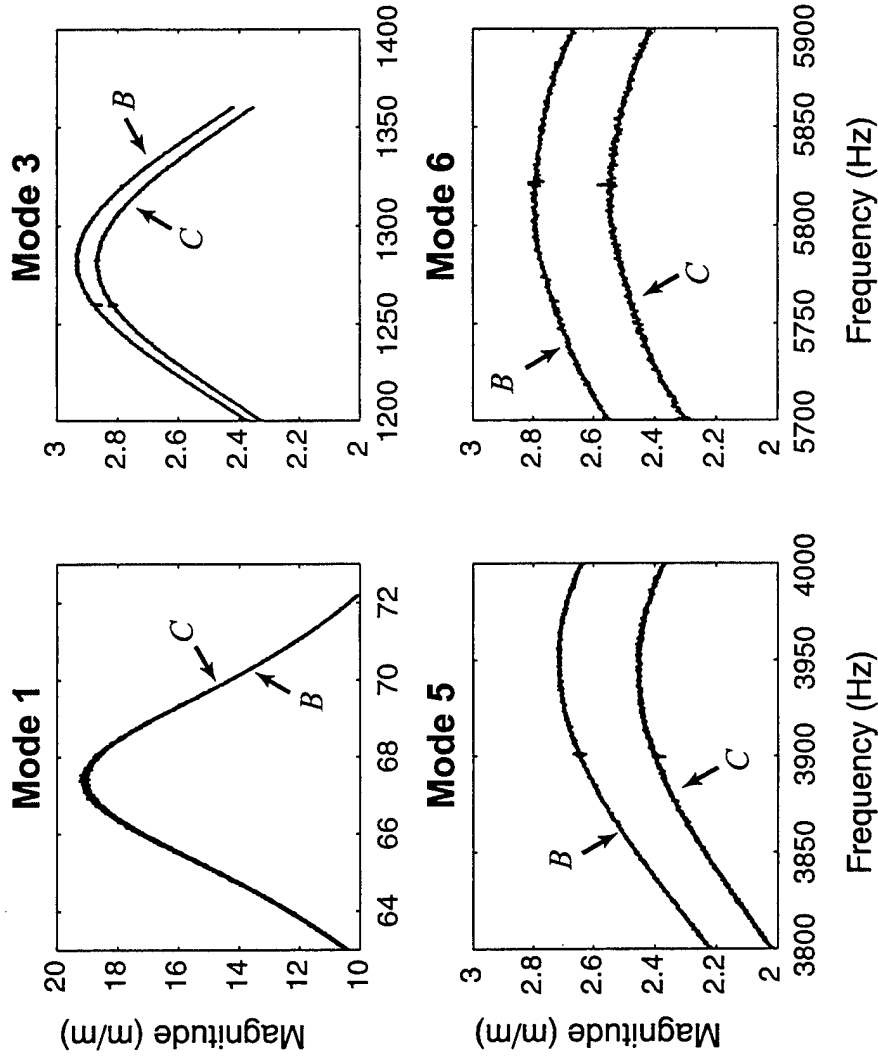 Mode 1
Magnitude (m/m)
20
18
16
14
12
10
64
66
68
70
72
C
B
Mode 3
3
2.8
2.6
2.4
2.2
2
1200
1250
1300
1350
1400
B
C
Mode 5
Magnitude (m/m)
3
2.8
2.6
2.4
2.2
2
3800
3850
3900
3950
4000
Frequency (Hz)
B
C
Mode 6
3
2.8
2.6
2.4
2.2
2
5700
5750
5800
5850
5900
Frequency (Hz)
B
C